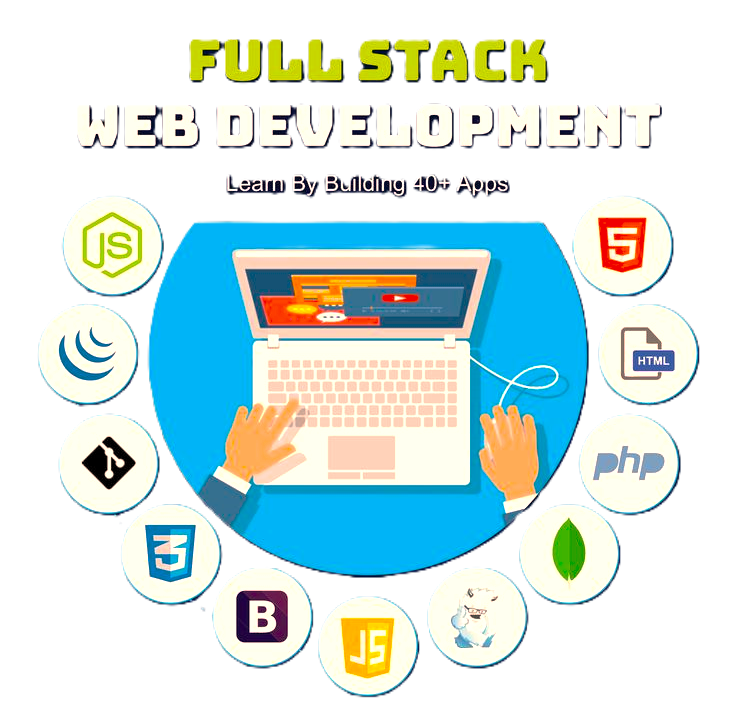 FULL STACK
WEB DEVELOPMENT
Learn By Building 40+ Apps
JS
5
HTML
php
3
B
JS